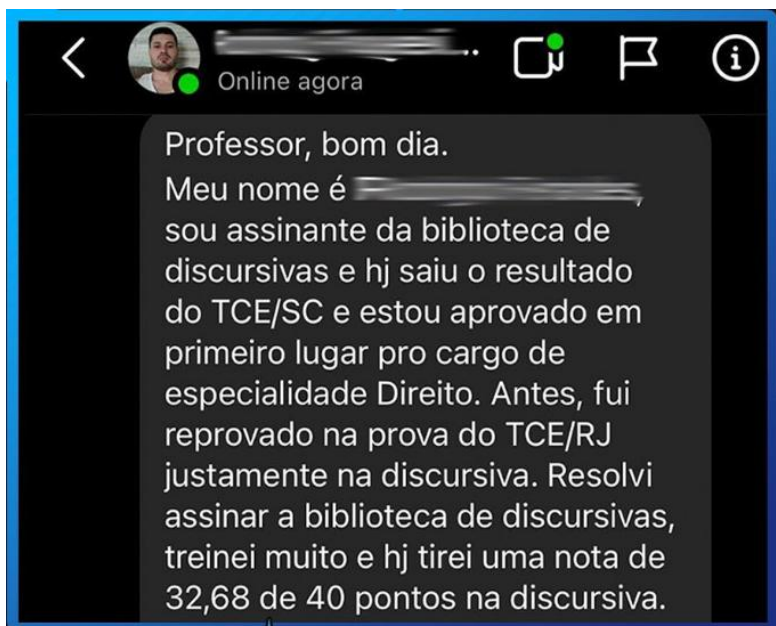 Online agora
Professor, bom dia.
Meu nome é
sou assinante da biblioteca de
discursivas e hj saiu o resultado
do TCE/SC e estou aprovado em
primeiro lugar pro cargo de
especialidade Direito. Antes, fui
reprovado na prova do TCE/RJ
justamente na discursiva. Resolvi
assinar a biblioteca de discursivas,
treinei muito e hj tirei uma nota de
32,68 de 40 pontos na discursiva.